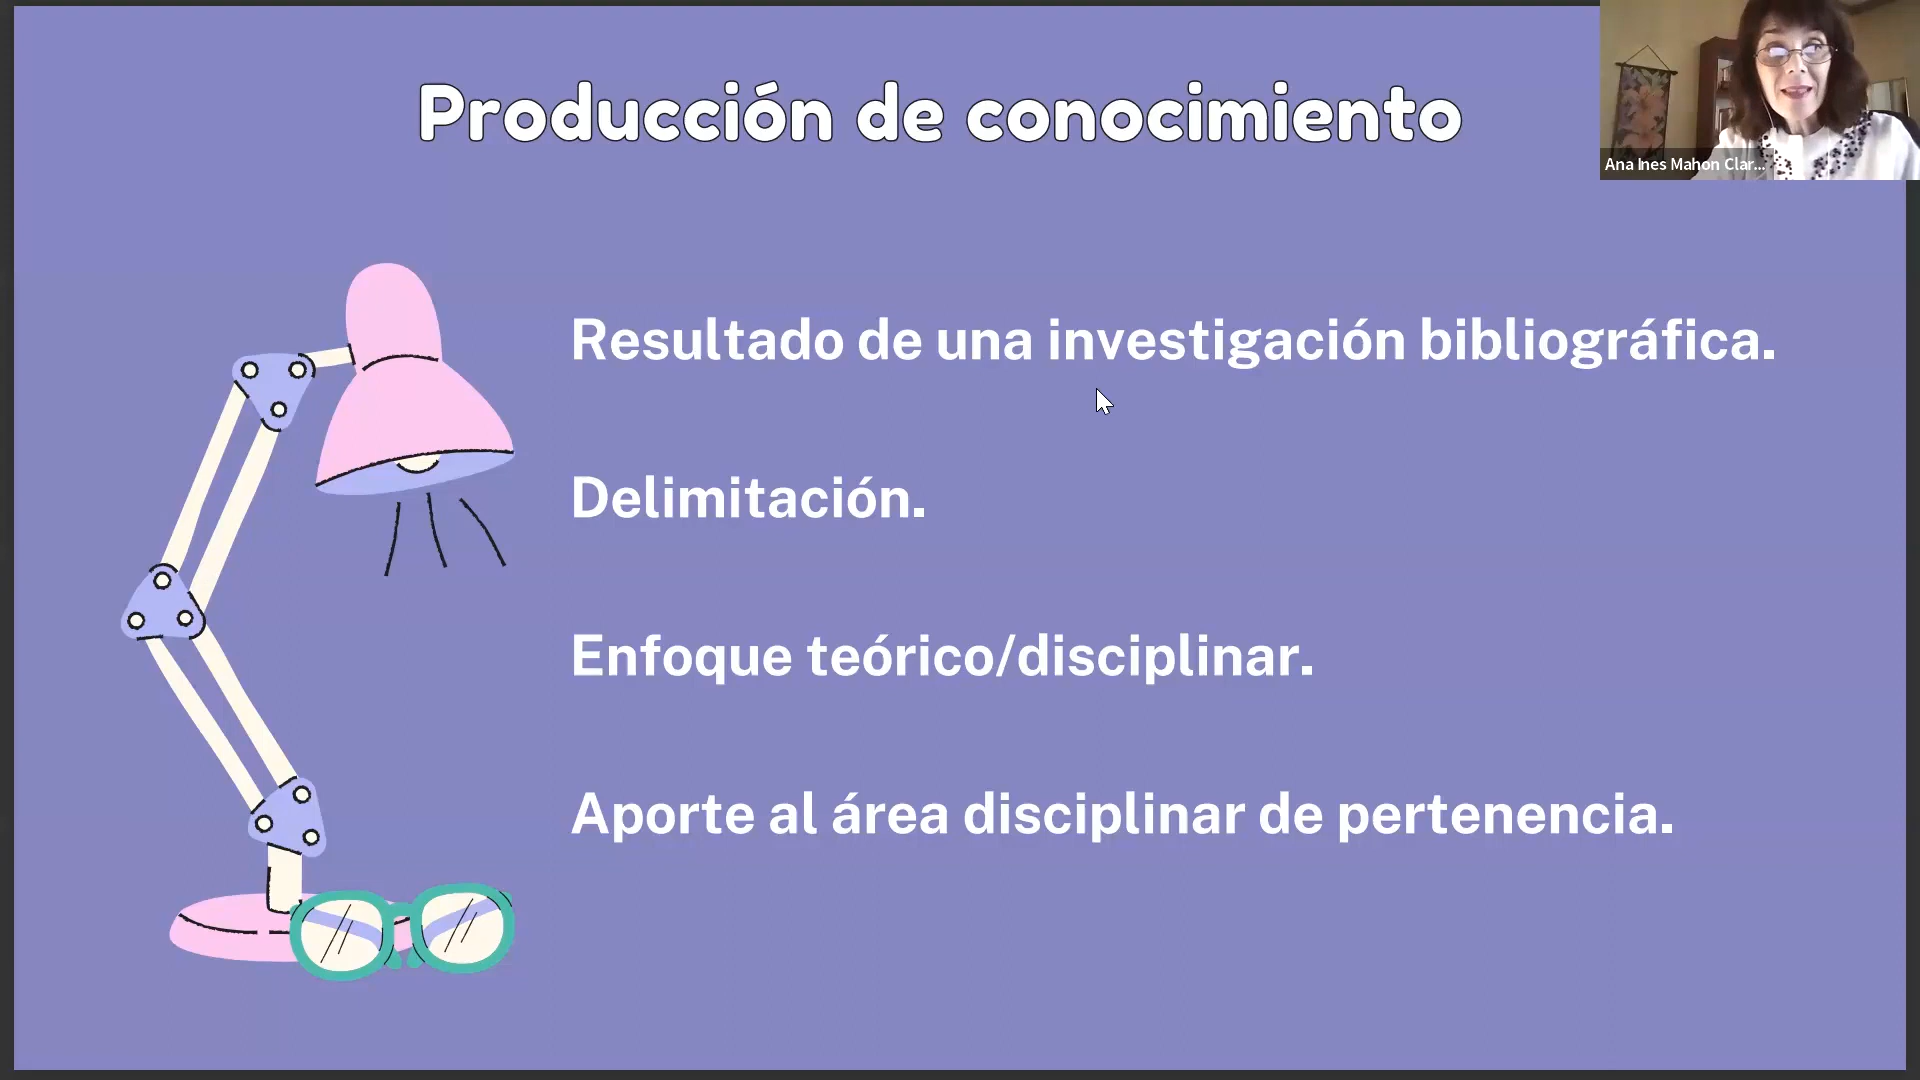 Producción de conocimiento
Ana Ines Mahon Clar...
Resultado de una investigación bibliográfica.
Delimitación.
Enfoque teórico/disciplinar.
Aporte al área disciplinar de pertenencia.